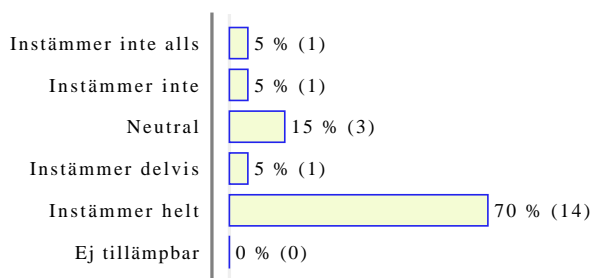 Instämmer inte alls 5 % (1)
Instämmer inte 5 % (1)
Neutral 15 % (3)
Instämmer delvis 5 % (1)
Instämmer helt 70 % (14)
Ej tillämpbar 0 % (0)